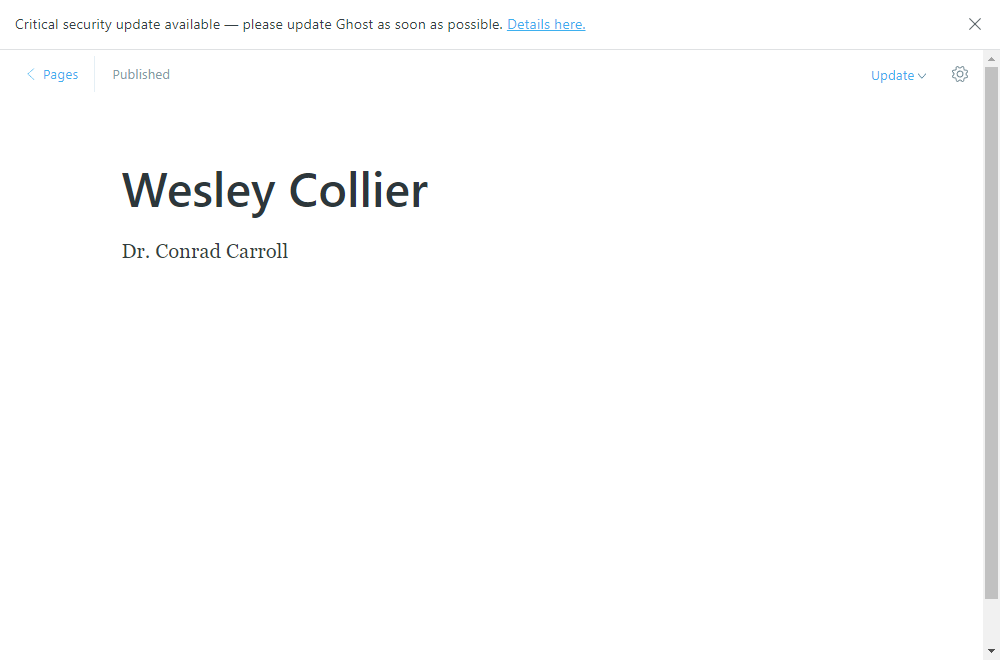 Critical security update available — please update Ghost as soon as possible. Details here.
Pages
Published
Update
Wesley Collier
Dr. Conrad Carroll